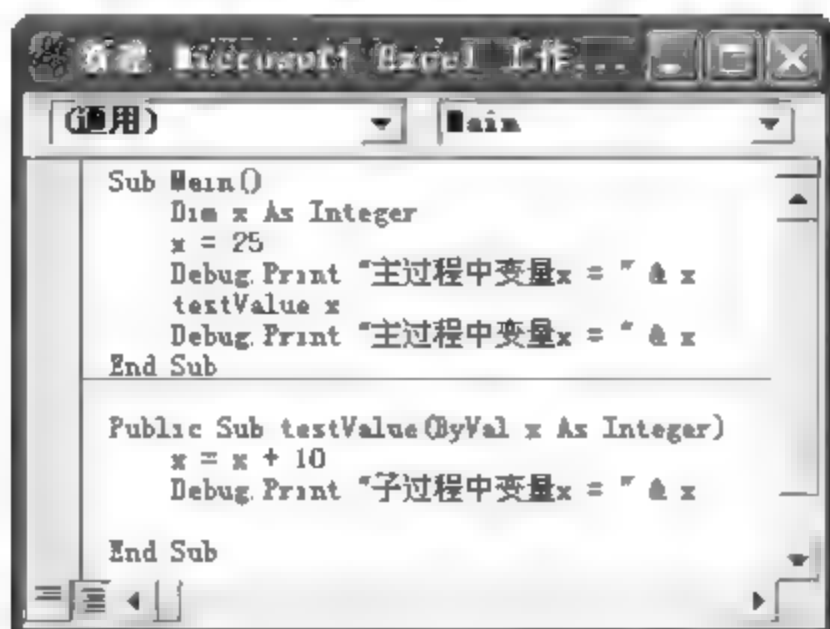 新建 Microsoft Excel 工作...
(通用) Main
Sub Main()
Dim x As Integer
x = 25
Debug.Print "主过程中变量x = " & x
testValue x
Debug.Print "主过程中变量x = " & x
End Sub
Public Sub testValue(ByVal x As Integer)
x = x + 10
Debug.Print "子过程中变量x = " & x
End Sub